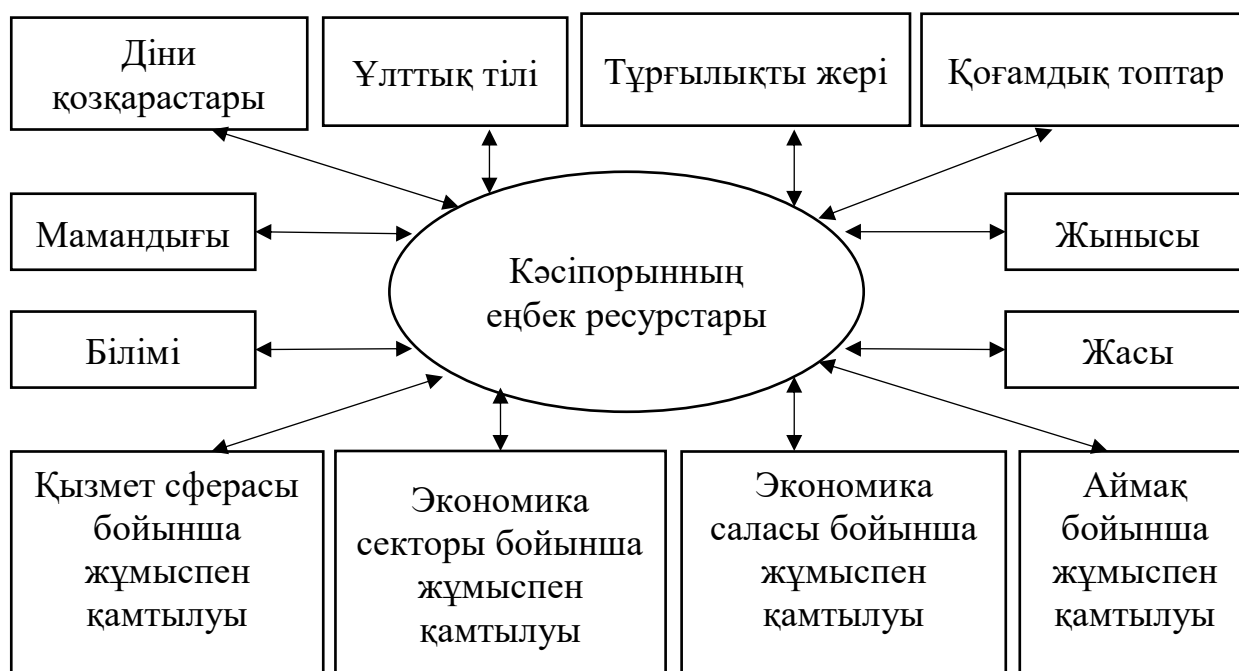 Діни
қозқарастары
Ұлттық тілі
Тұрғылықты жері
Қоғамдық топтар
Мамандығы
Жынысы
Кәсіпорынның
еңбек ресурстары
Білімі
Жасы
Қызмет сферасы
бойынша
жұмыспен
қамтылуы
Экономика
секторы бойынша
жұмыспен
қамтылуы
Экономика
саласы бойынша
жұмыспен
қамтылуы
Аймақ
бойынша
жұмыспен
қамтылуы